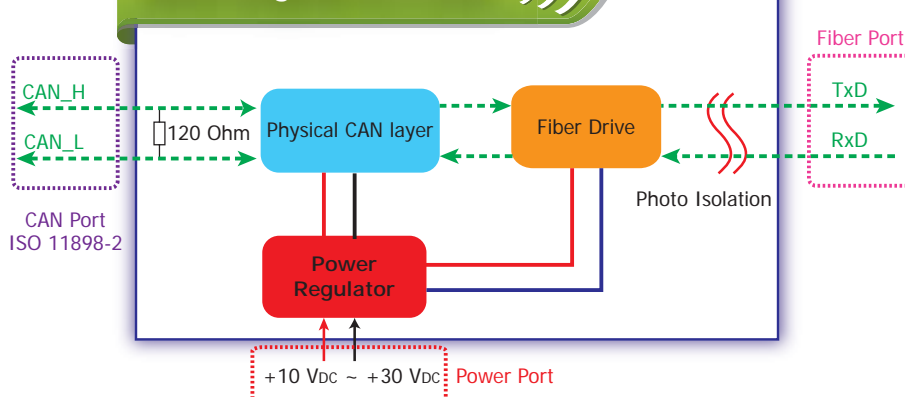 Fiber Port
CAN_H
TxD
120 Ohm
Physical CAN layer
Fiber Drive
CAN_L
RxD
Photo Isolation
CAN Port
ISO 11898-2
Power
Regulator
+10 VDC ~ +30 VDC
Power Port